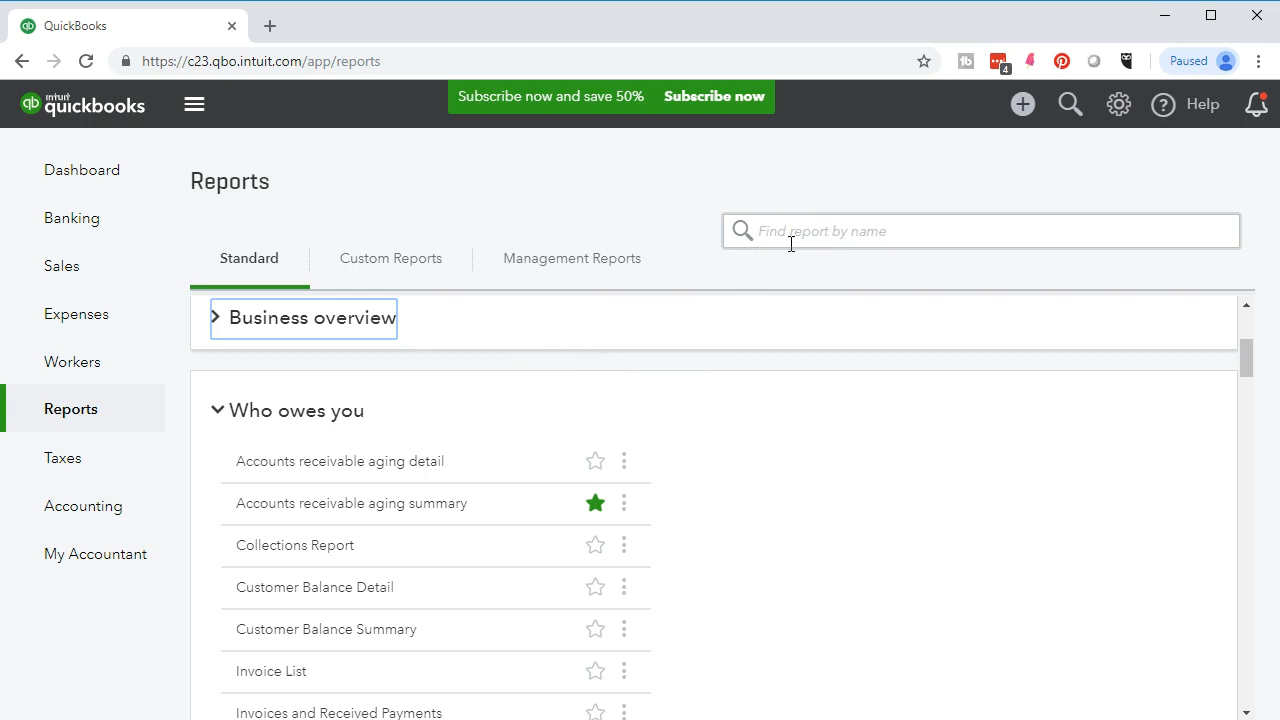 QuickBooks
https://c23.qbo.intuit.com/app/reports
4
Paused
qb intuit quickbooks
Subscribe now and save 50% Subscribe now
Help
Dashboard
Banking
Sales
Expenses
Workers
Reports
Taxes
Accounting
My Accountant
Reports
Find report by name
Standard
Custom Reports
Management Reports
Business overview
Who owes you
Accounts receivable aging detail
Accounts receivable aging summary
Collections Report
Customer Balance Detail
Customer Balance Summary
Invoice List
Invoices and Received Payments